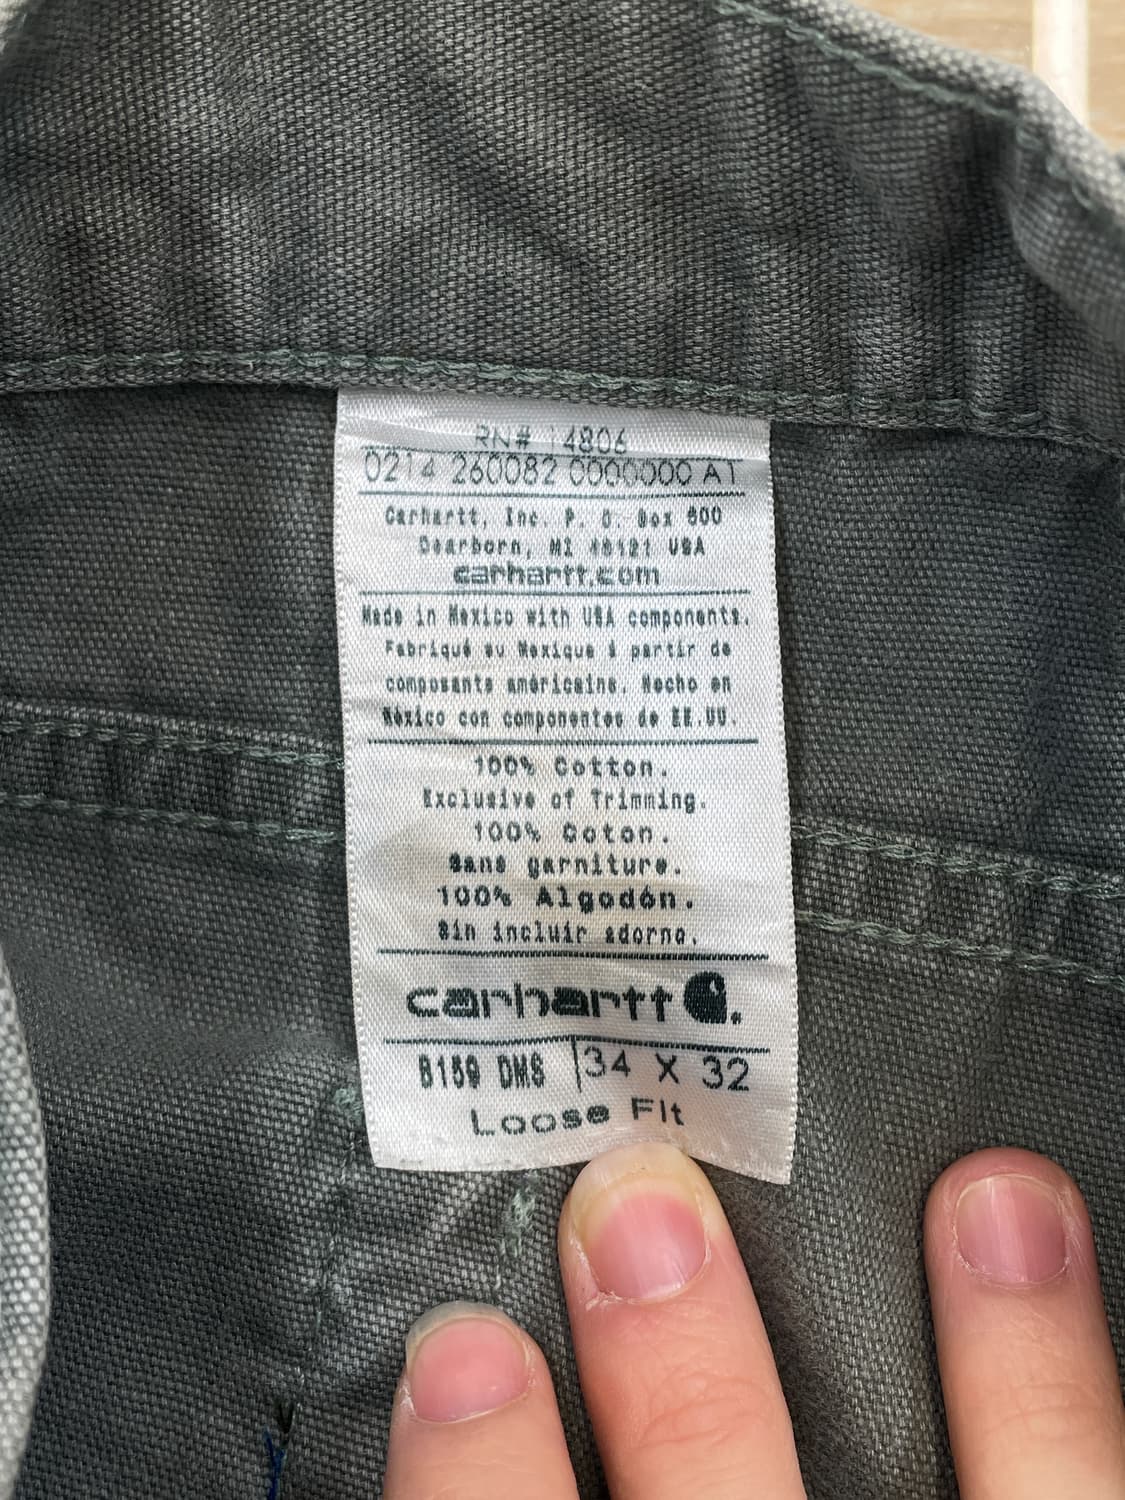 RN# 14806
0214 260082 0000000 AT
Carhartt, Inc. P. O. Box 600
Dearborn, MI 48121 USA
carhartt.com
Made in Mexico with USA components.
Fabriqué au Mexique à partir de
composants américains. Hecho en
México con componentes de EE.UU.
100% Cotton.
Exclusive of Trimming.
100% Coton.
Sans garniture.
100% Algodón.
Sin incluir adorno.
carhartt
B159 DMS 34 X 32
Loose Fit